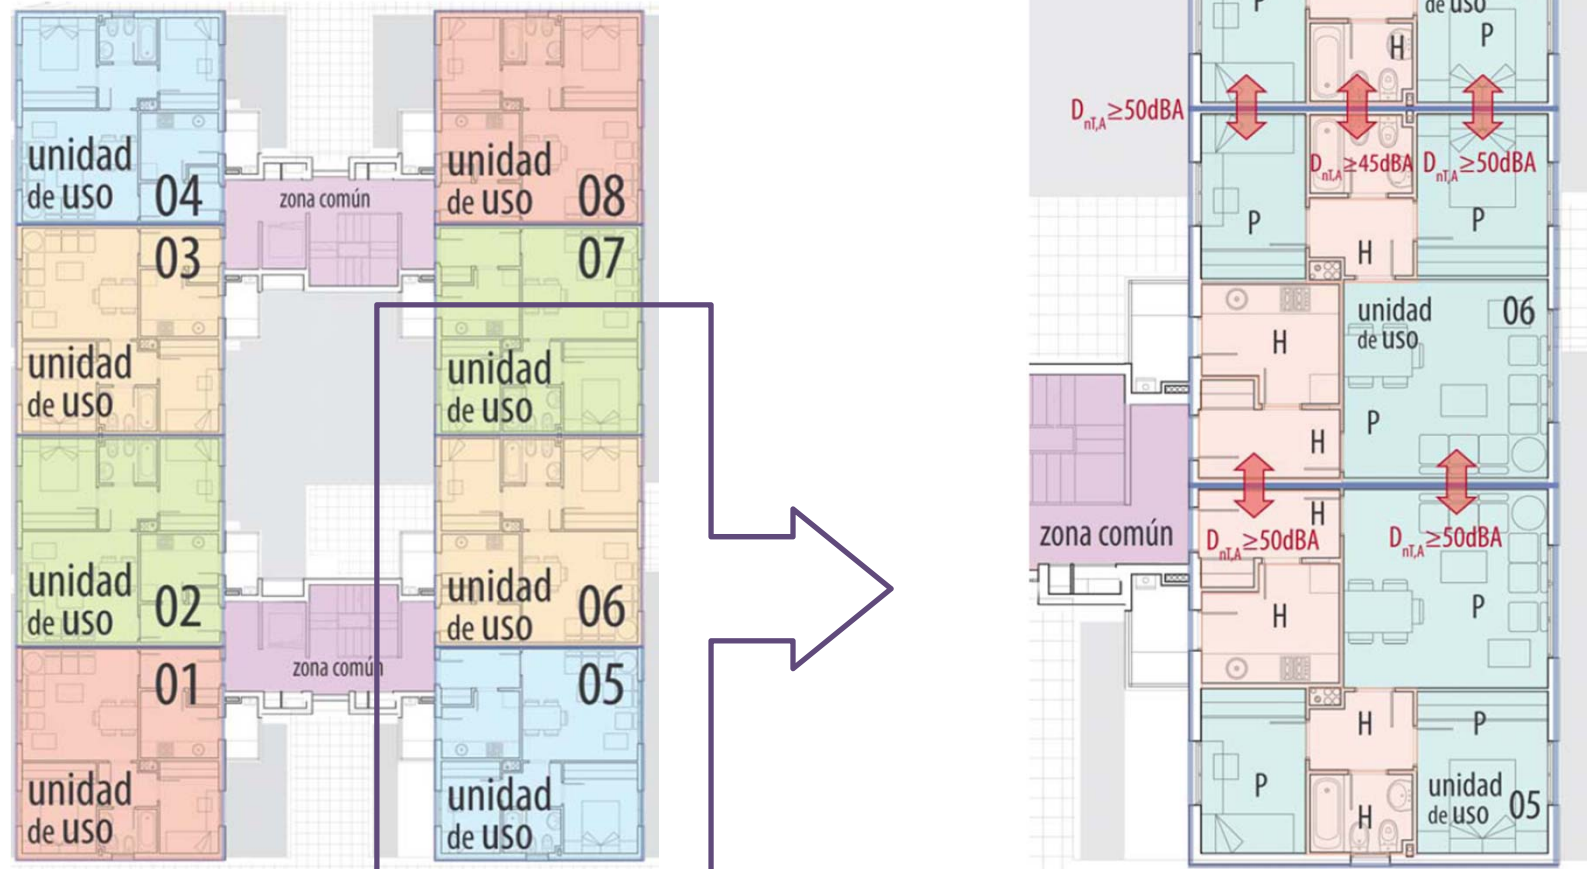 unidad
de uso
04
zona común
unidad
de uso
08
03
unidad
de uso
07
unidad
de uso
unidad
de uso
02
unidad
de uso
06
zona común
01
unidad
de uso
05
unidad
de uso
P
de uso
H
P
DnT,A≥50dBA
DnT,A≥45dBA
DnT,A≥50dBA
P
H
P
unidad
de uso
06
H
P
H
zona común
H
DnT,A≥50dBA
DnT,A≥50dBA
H
P
H
P
P
H
unidad
de uso
05